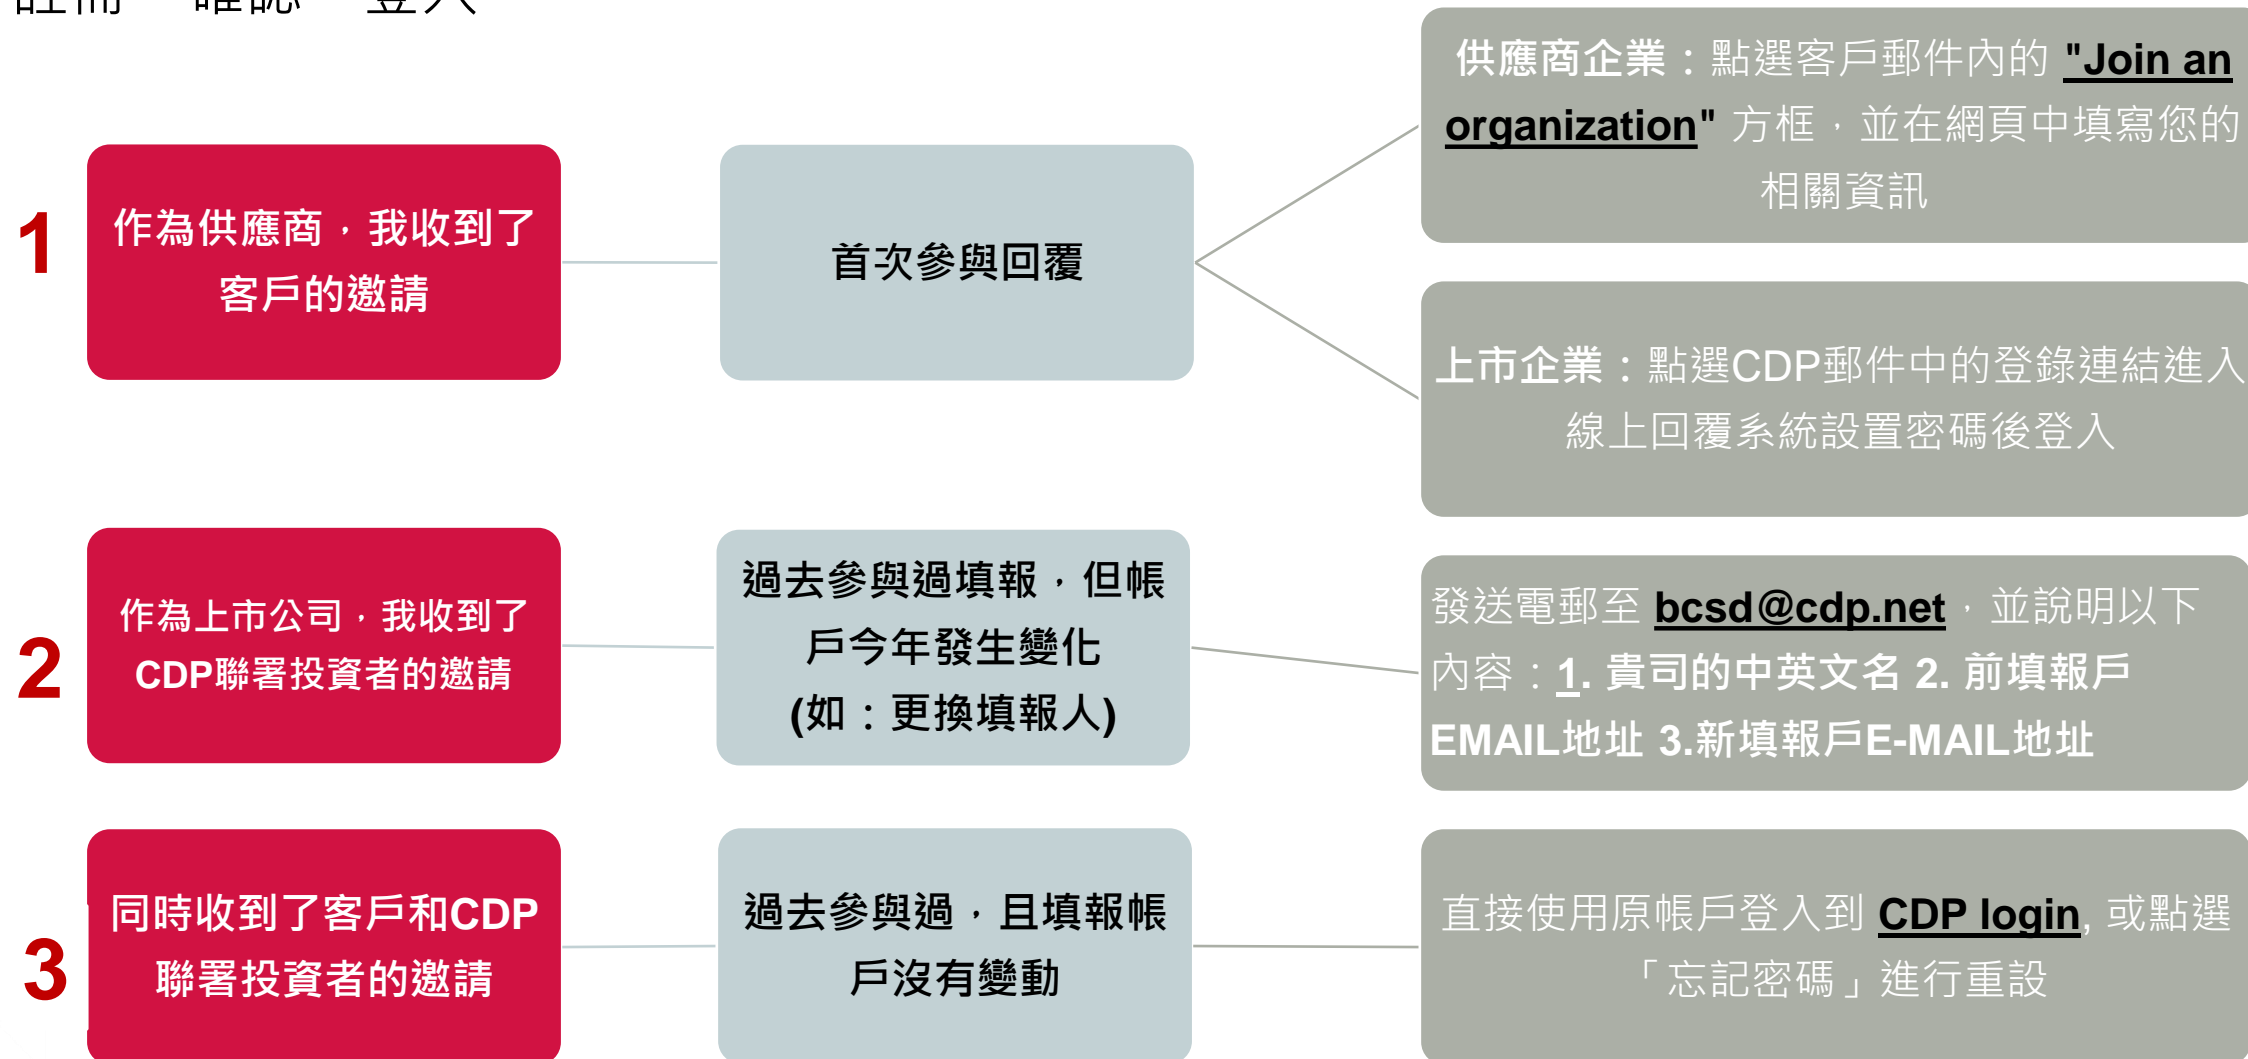 註冊 確認 登入
1
作為供應商，我收到了
客戶的邀請
首次參與回覆
供應商企業：點選客戶郵件內的 "Join an
organization" 方框，並在網頁中填寫您的
相關資訊
上市企業：點選CDP郵件中的登錄連結進入
線上回覆系統設置密碼後登入
2
作為上市公司，我收到了
CDP聯署投資者的邀請
過去參與過填報，但帳
戶今年發生變化
(如：更換填報人)
發送電郵至 bcsd@cdp.net，並說明以下
內容：1. 貴司的中英文名 2. 前填報戶
EMAIL地址 3.新填報戶E-MAIL地址
3
同時收到了客戶和CDP
聯署投資者的邀請
過去參與過，且填報帳
戶沒有變動
直接使用原帳戶登入到 CDP login, 或點選
「忘記密碼」進行重設